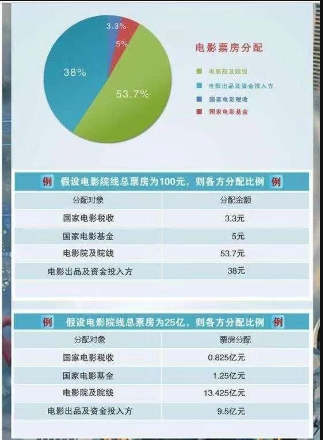 3.3%
5%
38%
53.7%
电影票房分配
电影院及院线
电影出品及资金投入方
国家电影税收
国家电影基金
例 假设电影院线总票房为100元，则各方分配比例 例
分配对象 分配金额
国家电影税收 3.3元
国家电影基金 5元
电影院及院线 53.7元
电影出品及资金投入方 38元
例 假设电影院线总票房为25亿，则各方分配比例 例
分配对象 票房分配
国家电影税收 0.825亿元
国家电影基金 1.25亿元
电影院及院线 13.425亿元
电影出品及资金投入方 9.5亿元